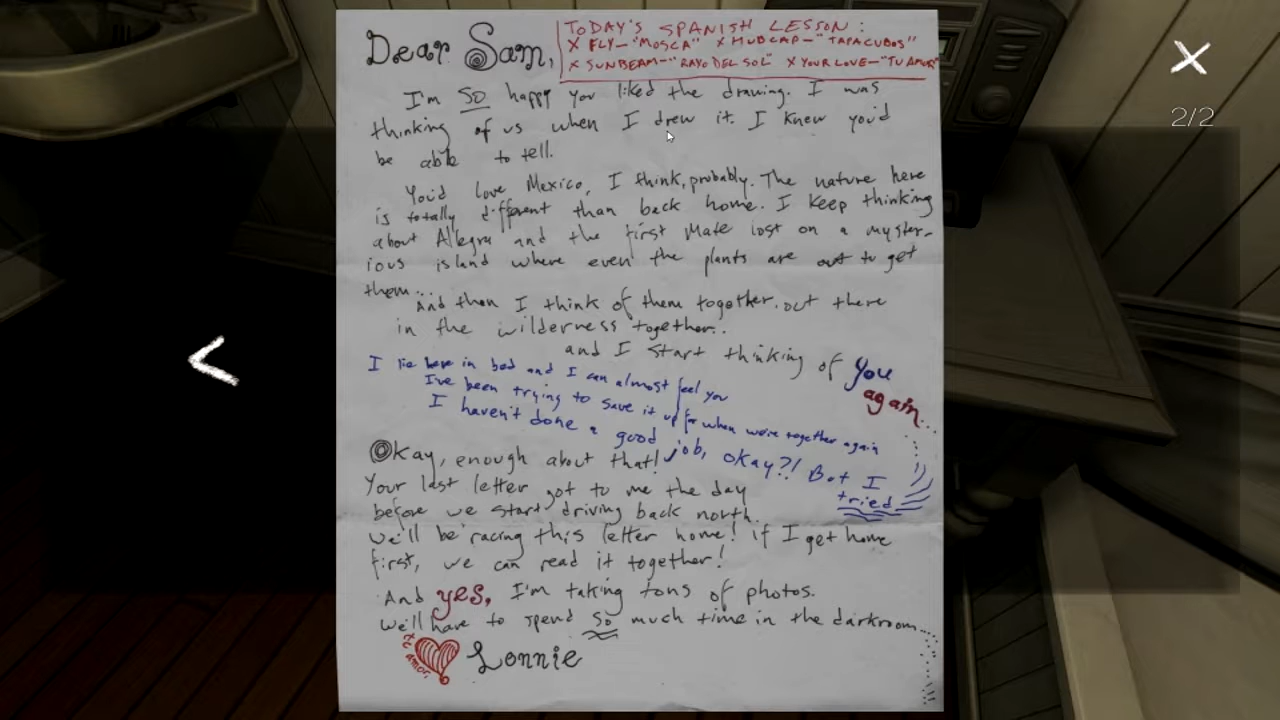 Dear Sam,
TODAY'S SPANISH LESSON:
X FLY-"MOSCA" X HUBCAP-"TAPACUBOS"
X SUNBEAM-"RAYO DEL SOL" X YOUR LOVE-"TU AMOR"
I'm SO happy you liked the drawing. I was
thinking of us when I drew it. I knew you'd
be able to tell.
You'd love Mexico, I think, probably. The nature here
is totally different than back home. I keep thinking
about Allegra and the First Mate lost on a myster-
ious island where even the plants are out to get
them...
And then I think of them together. out there
in the wilderness together..
and I start thinking of you
again...
I lie here in bed and I can almost feel you
I've been trying to save it up for when we're together again
I haven't done a good job, okay?! But I
tried
Okay, enough about that!
Your last letter got to me the day
before we start driving back north.
we'll be racing this letter home! if I get home
first, we can read it together!
And yes, I'm taking tons of photos.
we'll have to spend SO much time in the darkroom...
tu amor,
Lonnie
2/2